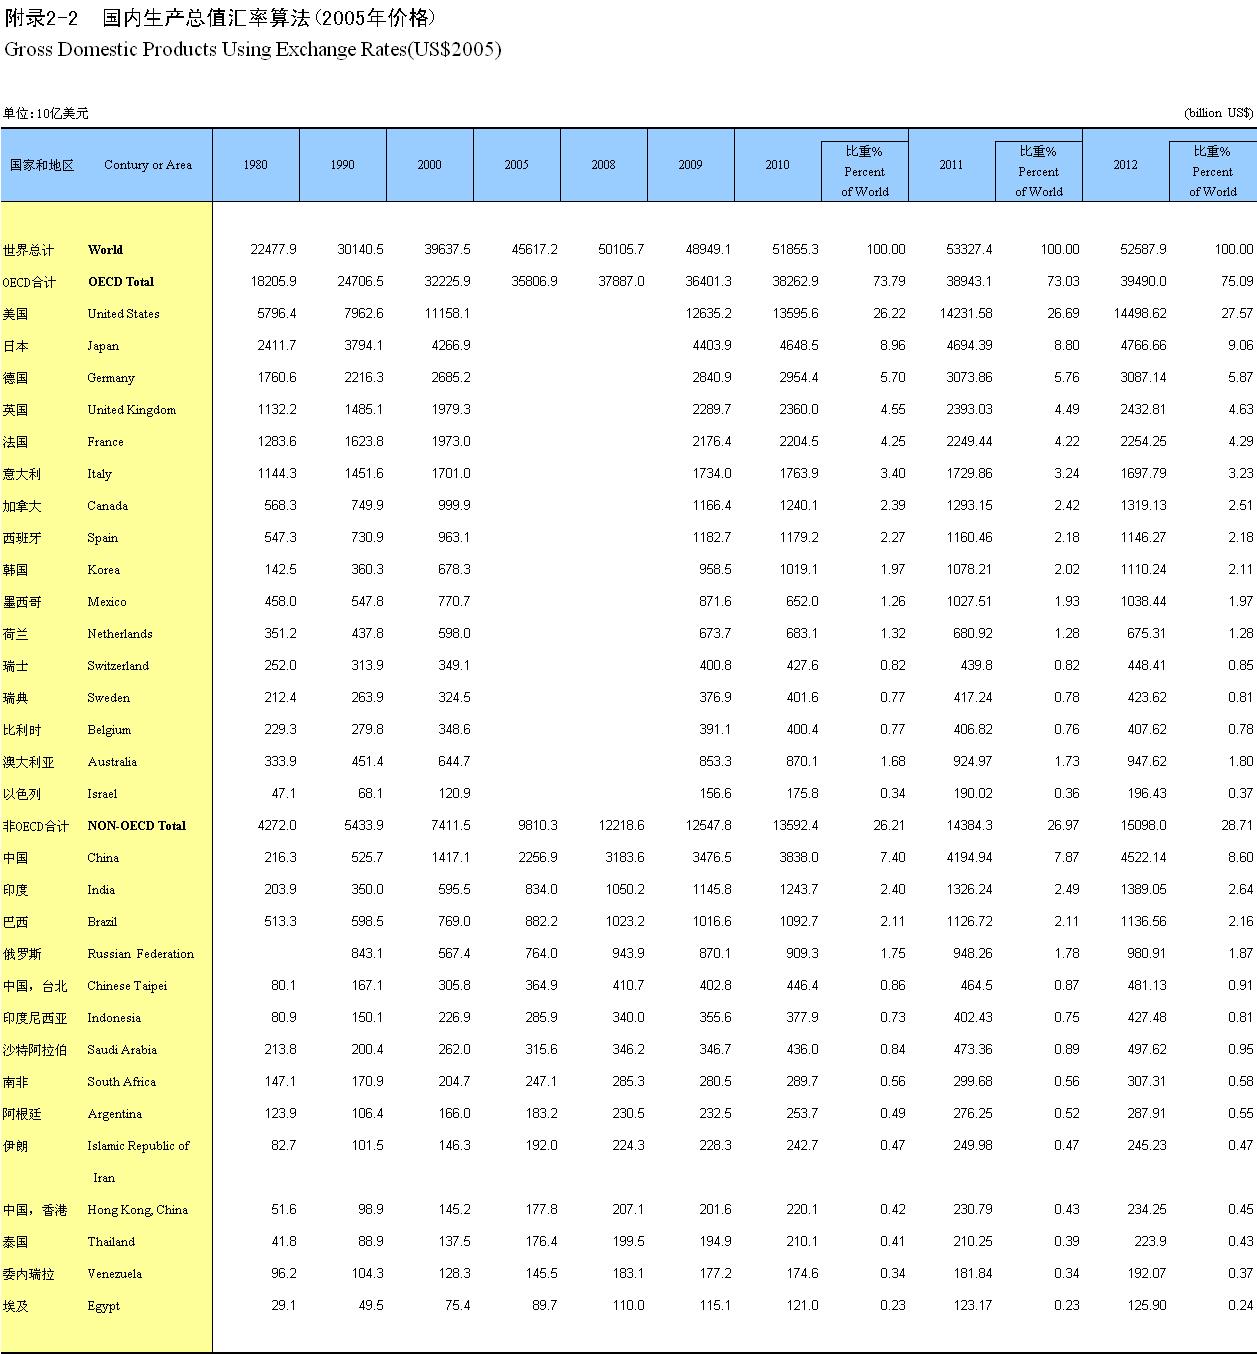 附录2-2 国内生产总值汇率算法(2005年价格)
Gross Domestic Products Using Exchange Rates(US$2005)
单位:10亿美元 (billion US$)
国家和地区 Contury or Area 1980 1990 2000 2005 2008 2009 2010 比重% Percent of World 2011 比重% Percent of World 2012 比重% Percent of World
世界总计 World 22477.9 30140.5 39637.5 45617.2 50105.7 48949.1 51855.3 100.00 53327.4 100.00 52587.9 100.00
OECD合计 OECD Total 18205.9 24706.5 32225.9 35806.9 37887.0 36401.3 38262.9 73.79 38943.1 73.03 39490.0 75.09
美国 United States 5796.4 7962.6 11158.1 12635.2 13595.6 26.22 14231.58 26.69 14498.62 27.57
日本 Japan 2411.7 3794.1 4266.9 4403.9 4648.5 8.96 4694.39 8.80 4766.66 9.06
德国 Germany 1760.6 2216.3 2685.2 2840.9 2954.4 5.70 3073.86 5.76 3087.14 5.87
英国 United Kingdom 1132.2 1485.1 1979.3 2289.7 2360.0 4.55 2393.03 4.49 2432.81 4.63
法国 France 1283.6 1623.8 1973.0 2176.4 2204.5 4.25 2249.44 4.22 2254.25 4.29
意大利 Italy 1144.3 1451.6 1701.0 1734.0 1763.9 3.40 1729.86 3.24 1697.79 3.23
加拿大 Canada 568.3 749.9 999.9 1166.4 1240.1 2.39 1293.15 2.42 1319.13 2.51
西班牙 Spain 547.3 730.9 963.1 1182.7 1179.2 2.27 1160.46 2.18 1146.27 2.18
韩国 Korea 142.5 360.3 678.3 958.5 1019.1 1.97 1078.21 2.02 1110.24 2.11
墨西哥 Mexico 458.0 547.8 770.7 871.6 652.0 1.26 1027.51 1.93 1038.44 1.97
荷兰 Netherlands 351.2 437.8 598.0 673.7 683.1 1.32 680.92 1.28 675.31 1.28
瑞士 Switzerland 252.0 313.9 349.1 400.8 427.6 0.82 439.8 0.82 448.41 0.85
瑞典 Sweden 212.4 263.9 324.5 376.9 401.6 0.77 417.24 0.78 423.62 0.81
比利时 Belgium 229.3 279.8 348.6 391.1 400.4 0.77 406.82 0.76 407.62 0.78
澳大利亚 Australia 333.9 451.4 644.7 853.3 870.1 1.68 924.97 1.73 947.62 1.80
以色列 Israel 47.1 68.1 120.9 156.6 175.8 0.34 190.02 0.36 196.43 0.37
非OECD合计 NON-OECD Total 4272.0 5433.9 7411.5 9810.3 12218.6 12547.8 13592.4 26.21 14384.3 26.97 15098.0 28.71
中国 China 216.3 525.7 1417.1 2256.9 3183.6 3476.5 3838.0 7.40 4194.94 7.87 4522.14 8.60
印度 India 203.9 350.0 595.5 834.0 1050.2 1145.8 1243.7 2.40 1326.24 2.49 1389.05 2.64
巴西 Brazil 513.3 598.5 769.0 882.2 1023.2 1016.6 1092.7 2.11 1126.72 2.11 1136.56 2.16
俄罗斯 Russian Federation 843.1 567.4 764.0 943.9 870.1 909.3 1.75 948.26 1.78 980.91 1.87
中国，台北 Chinese Taipei 80.1 167.1 305.8 364.9 410.7 402.8 446.4 0.86 464.5 0.87 481.13 0.91
印度尼西亚 Indonesia 80.9 150.1 226.9 285.9 340.0 355.6 377.9 0.73 402.43 0.75 427.48 0.81
沙特阿拉伯 Saudi Arabia 213.8 200.4 262.0 315.6 346.2 346.7 436.0 0.84 473.36 0.89 497.62 0.95
南非 South Africa 147.1 170.9 204.7 247.1 285.3 280.5 289.7 0.56 299.68 0.56 307.31 0.58
阿根廷 Argentina 123.9 106.4 166.0 183.2 230.5 232.5 253.7 0.49 276.25 0.52 287.91 0.55
伊朗 Islamic Republic of 82.7 101.5 146.3 192.0 224.3 228.3 242.7 0.47 249.98 0.47 245.23 0.47
Iran
中国，香港 Hong Kong, China 51.6 98.9 145.2 177.8 207.1 201.6 220.1 0.42 230.79 0.43 234.25 0.45
泰国 Thailand 41.8 88.9 137.5 176.4 199.5 194.9 210.1 0.41 210.25 0.39 223.9 0.43
委内瑞拉 Venezuela 96.2 104.3 128.3 145.5 183.1 177.2 174.6 0.34 181.84 0.34 192.07 0.37
埃及 Egypt 29.1 49.5 75.4 89.7 110.0 115.1 121.0 0.23 123.17 0.23 125.90 0.24